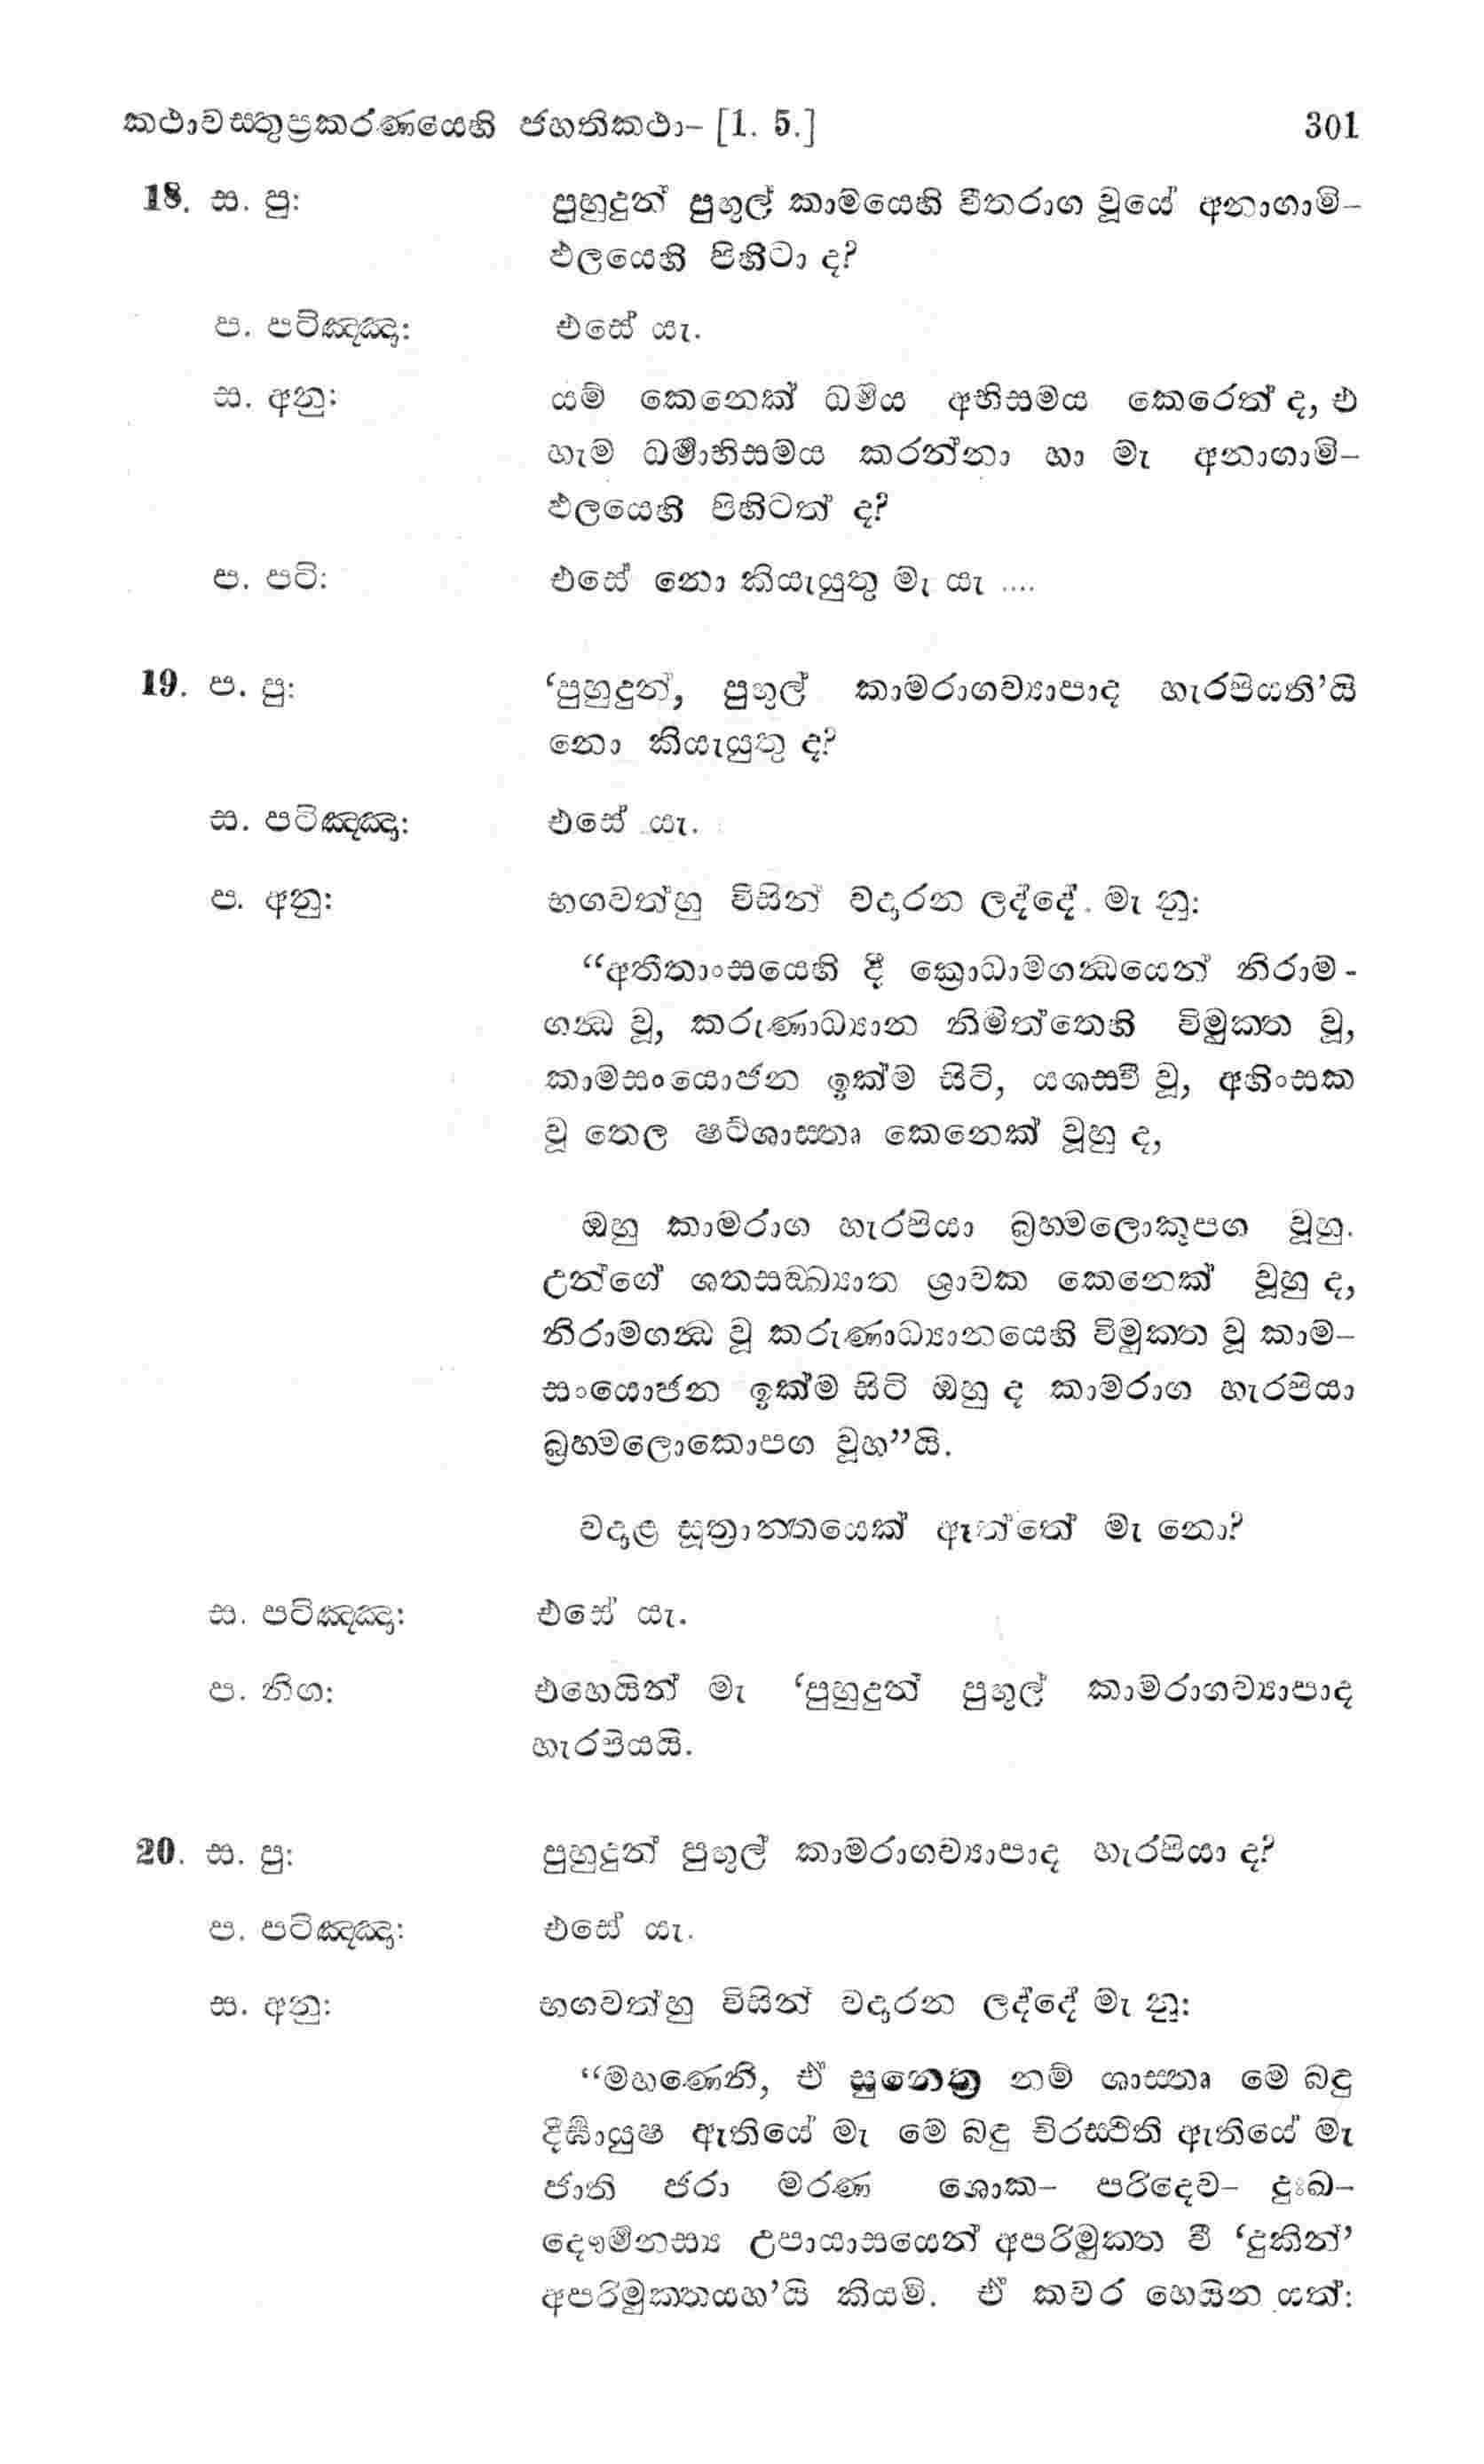 කථාවස්තුප්‍රකරණයෙහි ජහතිකථා– [1. 5.] 301
18. ස. පු: පුහුදුන් පුගුල් කාමයෙහි වීතරාග වූයේ අනාගාමි–
ඵලයෙහි පිහිටා ද?
ප. පටිඤ්ඤා: එසේ යැ.
ස. අනු: යම් කෙනෙක් ධර්මය අභිසමය කෙරෙත් ද, එ
හැම ධර්මාභිසමය කරන්නා හා මැ අනාගාමි–
ඵලයෙහි පිහිටත් ද?
ප. පටි: එසේ නො කියැයුතු මැ යැ ....
19. ප. පු: ‘පුහුදුන්, පුගුල් කාමරාගව්‍යාපාද හැරපියති’යි
නො කියැයුතු ද?
ස. පටිඤ්ඤා: එසේ යැ.
ප. අනු: භගවත්හු විසින් වදාරන ලද්දේ. මැ නු:
“අතීතාංසයෙහි දී ක්‍රොධාමගන්ධයෙන් නිරාම-
ගන්ධ වූ, කරුණාධ්‍යාන නිමිත්තෙහි විමුක්ත වූ,
කාමසංයොජන ඉක්ම සිටි, යශස්වී වූ, අහිංසක
වූ තෙල ෂට්ශාස්තෘ කෙනෙක් වූහු ද,
ඔහු කාමරාග හැරපියා බ්‍රහ්මලොකූපග වූහු.
උන්ගේ ශතසඞ්ඛ්‍යාත ශ්‍රාවක කෙනෙක් වූහු ද,
නිරාමගන්ධ වූ කරුණාධ්‍යානයෙහි විමුක්ත වූ කාම–
සංයොජන ඉක්ම සිටි ඔහු ද කාමරාග හැරපියා
බ්‍රහ්මලොකොපග වූහ”යි.
වදාළ සූත්‍රාන්තයෙක් ඇත්තේ මැ නො?
ස. පටිඤ්ඤා: එසේ යැ.
ප. නිග: එහෙයින් මැ ‘පුහුදුන් පුගුල් කාමරාගව්‍යාපාද
හැරපියයි.
20. ස. පු: පුහුදුන් පුගුල් කාමරාගව්‍යාපාද හැරපියා ද?
ප. පටිඤ්ඤා: එසේ යැ.
ස. අනු: භගවත්හු විසින් වදාරන ලද්දේ මැ නු:
“මහණෙනි, ඒ සුනෙත්‍ර නම් ශාස්තෘ මෙ බඳු
දීර්ඝායුෂ ඇතියේ මැ මෙ බඳු චිරස්ථිති ඇතියේ මැ
ජාති ජරා මරණ ශොක– පරිදෙව– දුඃඛ–
දෞර්මනස්‍ය උපායාසයෙන් අපරිමුක්ත වී ‘දුකින්’
අපරිමුක්තයහ’යි කියමි. ඒ කවර හෙයින යත්: